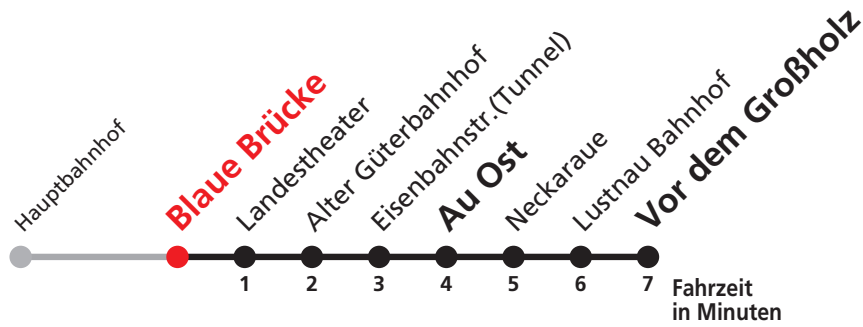 Hauptbahnhof
Blaue Brücke
Landestheater
Alter Güterbahnhof
Eisenbahnstr.(Tunnel)
Au Ost
Neckaraue
Lustnau Bahnhof
Vor dem Großholz
1 2 3 4 5 6 7
Fahrzeit
in Minuten